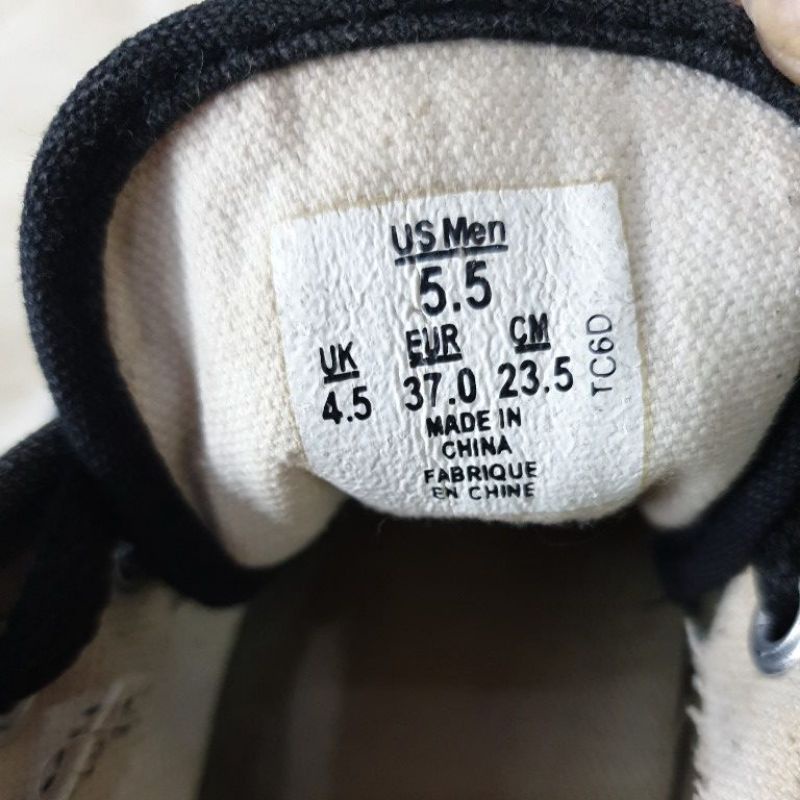 US Men
5.5
UK EUR CM
4.5 37.0 23.5
MADE IN
CHINA
FABRIQUE
EN CHINE
TC6D